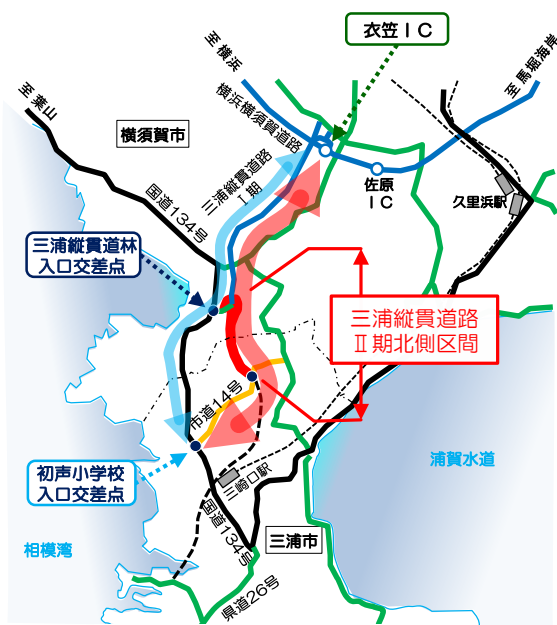 衣笠ＩＣ
至横浜
至馬堀海岸
至葉山
横浜横須賀道路
横須賀市
三浦縦貫道路
Ⅰ期
佐原
ＩＣ
久里浜駅
国道134号
三浦縦貫道林
入口交差点
三浦縦貫道路
Ⅱ期北側区間
市道14号
初声小学校
入口交差点
三崎口駅
浦賀水道
国道134号
三浦市
相模湾
県道26号